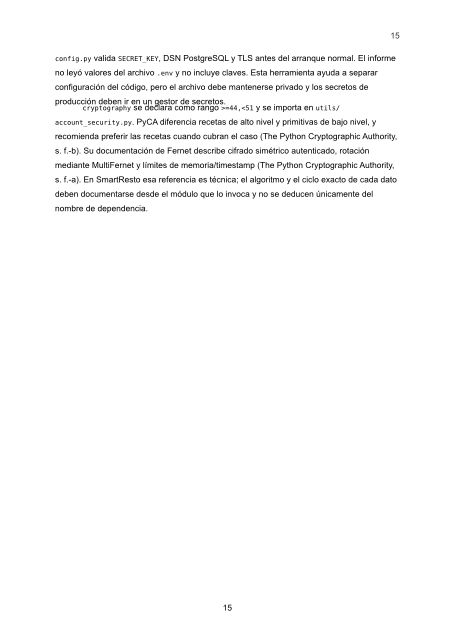 15
config.py valida SECRET_KEY, DSN PostgreSQL y TLS antes del arranque normal. El informe
no leyó valores del archivo .env y no incluye claves. Esta herramienta ayuda a separar
configuración del código, pero el archivo debe mantenerse privado y los secretos de
producción deben ir en un gestor de secretos.
cryptography se declara como rango >=44,<51 y se importa en utils/
account_security.py. PyCA diferencia recetas de alto nivel y primitivas de bajo nivel, y
recomienda preferir las recetas cuando cubran el caso (The Python Cryptographic Authority,
s. f.-b). Su documentación de Fernet describe cifrado simétrico autenticado, rotación
mediante MultiFernet y límites de memoria/timestamp (The Python Cryptographic Authority,
s. f.-a). En SmartResto esa referencia es técnica; el algoritmo y el ciclo exacto de cada dato
deben documentarse desde el módulo que lo invoca y no se deducen únicamente del
nombre de dependencia.
15